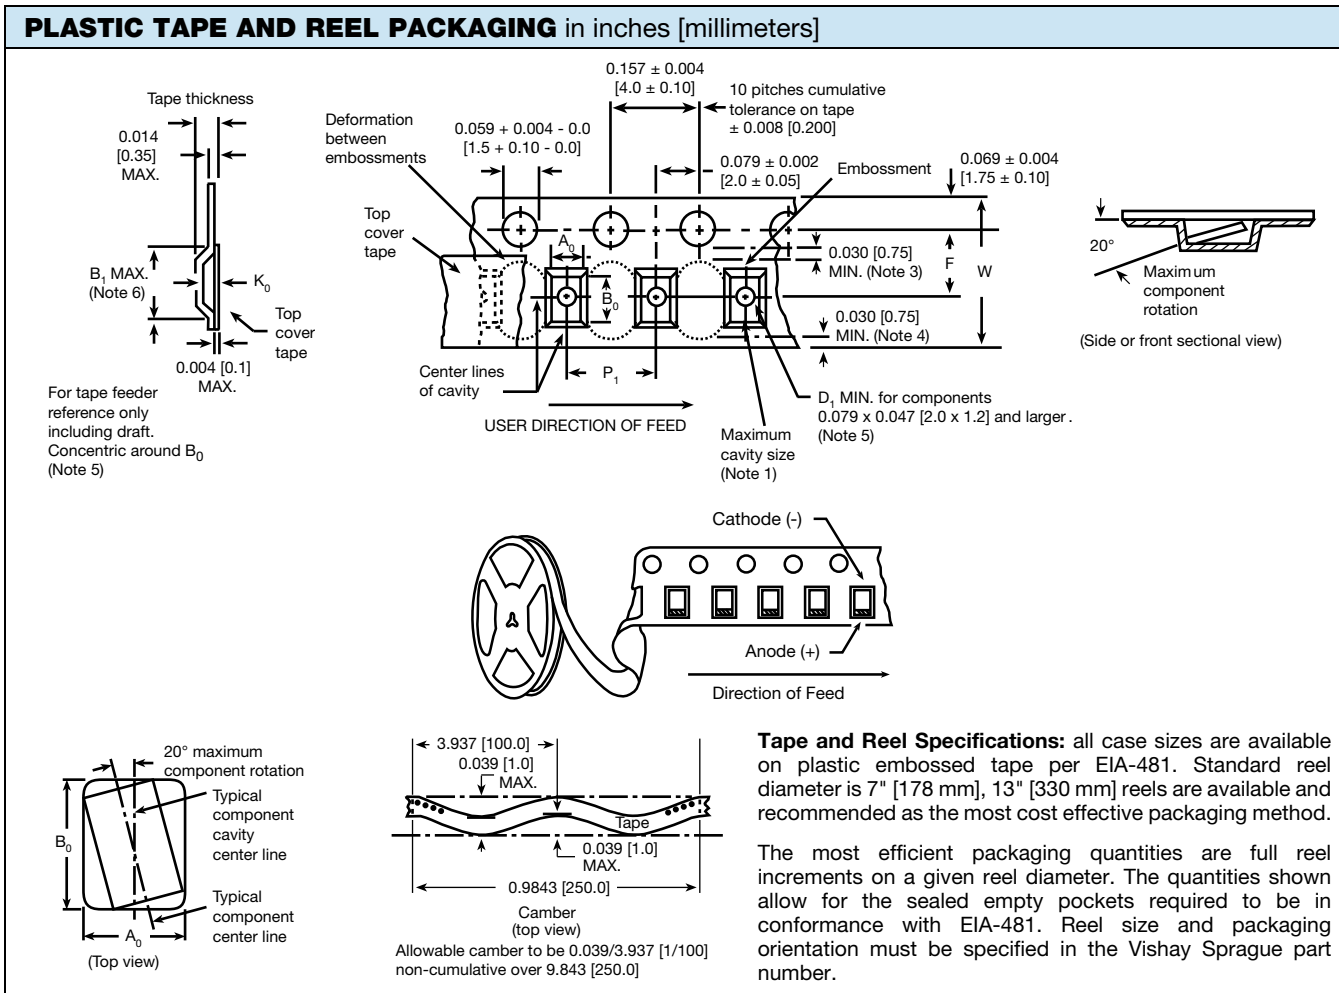 PLASTIC TAPE AND REEL PACKAGING in inches [millimeters]
Tape thickness
0.014
[0.35]
MAX.
B1 MAX.
(Note 6)
K0
Top
cover
tape
0.004 [0.1]
MAX.
For tape feeder
reference only
including draft.
Concentric around B0
(Note 5)
Deformation
between
embossments
Top
cover
tape
0.059 + 0.004 - 0.0
[1.5 + 0.10 - 0.0]
0.157 ± 0.004
[4.0 ± 0.10]
10 pitches cumulative
tolerance on tape
± 0.008 [0.200]
0.079 ± 0.002
[2.0 ± 0.05]
Embossment
0.069 ± 0.004
[1.75 ± 0.10]
A0
B0
0.030 [0.75]
MIN. (Note 3)
F
W
0.030 [0.75]
MIN. (Note 4)
Center lines
of cavity
P1
USER DIRECTION OF FEED
Maximum
cavity size
(Note 1)
D1 MIN. for components
0.079 x 0.047 [2.0 x 1.2] and larger .
(Note 5)
20°
Maximum
component
rotation
(Side or front sectional view)
Cathode (-)
Anode (+)
Direction of Feed
20° maximum
component rotation
Typical
component
cavity
center line
B0
Typical
component
center line
A0
(Top view)
3.937 [100.0]
0.039 [1.0]
MAX.
Tape
0.039 [1.0]
MAX.
0.9843 [250.0]
Camber
(top view)
Allowable camber to be 0.039/3.937 [1/100]
non-cumulative over 9.843 [250.0]
Tape and Reel Specifications: all case sizes are available
on plastic embossed tape per EIA-481. Standard reel
diameter is 7" [178 mm], 13" [330 mm] reels are available and
recommended as the most cost effective packaging method.
The most efficient packaging quantities are full reel
increments on a given reel diameter. The quantities shown
allow for the sealed empty pockets required to be in
conformance with EIA-481. Reel size and packaging
orientation must be specified in the Vishay Sprague part
number.